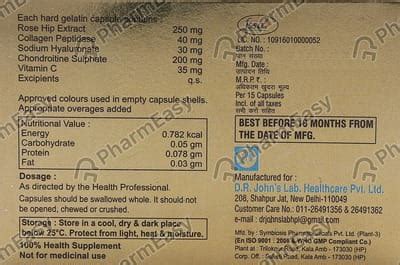 Each hard gelatin capsule contains
Rose Hip Extract 250 mg
Collagen Peptidese 40 mg
Sodium Hyaluronate 30 mg
Chondroitine Sulphate 200 mg
Vitamin C 35 mg
Excipients q.s.
Approved colours used in empty capsule shells.
Appropriate overages added
Nutritional Value :
Energy 0.782 kcal
Carbohydrate 0.05 gm
Protein 0.078 gm
Fat 0.03 gm
Dosage :
As directed by the Health Professional.
Capsules should be swallowed whole. It should
not be opened, chewed or crushed.
Storage : Store in a cool, dry & dark place
below 25°C. Protect from light, heat & moisture.
100% Health Supplement
Not for medicinal use
fssai
LIC. NO. : 10916010000052
Batch No. :
Mfg. Date :
M.R.P. ₹ :
Per 15 Capsules
Incl. of all taxes
BEST BEFORE 18 MONTHS FROM
THE DATE OF MFG.
Manufactured for :
D.R. John's Lab. Healthcare Pvt. Ltd.
208, Shahpur Jat, New Delhi-110049
Customer Care No.: 011-26491356 & 26491362
e-mail : drjohnslabhpl@gmail.com
PharmEasy